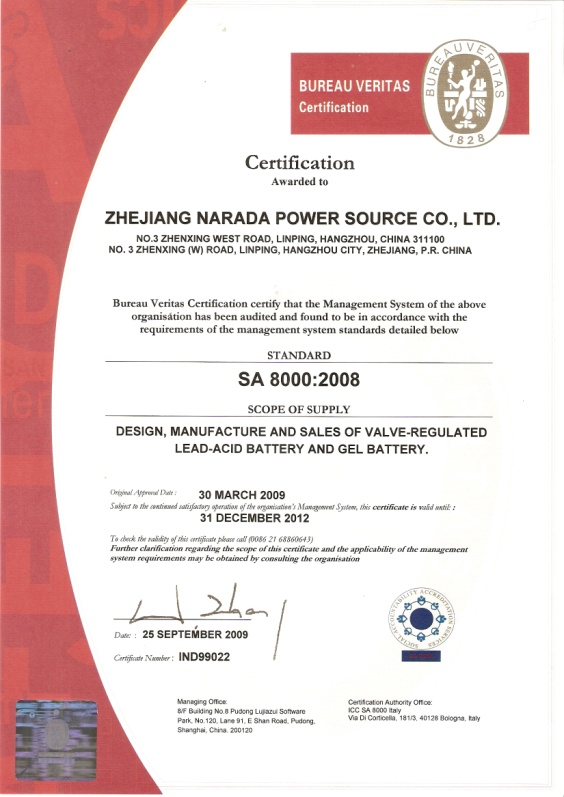 BUREAU VERITAS
Certification
BUREAU VERITAS
1828
Certification
Awarded to
ZHEJIANG NARADA POWER SOURCE CO., LTD.
NO.3 ZHENXING WEST ROAD, LINPING, HANGZHOU, CHINA 311100
NO. 3 ZHENXING (W) ROAD, LINPING, HANGZHOU CITY, ZHEJIANG, P.R. CHINA
Bureau Veritas Certification certify that the Management System of the above
organisation has been audited and found to be in accordance with the
requirements of the management system standards detailed below
STANDARD
SA 8000:2008
SCOPE OF SUPPLY
DESIGN, MANUFACTURE AND SALES OF VALVE-REGULATED
LEAD-ACID BATTERY AND GEL BATTERY.
Original Approval Date : 30 MARCH 2009
Subject to the continued satisfactory operation of the organisation's Management System, this certificate is valid until: :
31 DECEMBER 2012
To check the validity of this certificate please call (0086 21 68860643)
Further clarification regarding the scope of this certificate and the applicability of the management
system requirements may be obtained by consulting the organisation
Date : 25 SEPTEMBER 2009
Certificate Number : IND99022
SOCIAL ACCOUNTABILITY ACCREDITATION SERVICES
Managing Office:
8/F Building No.8 Pudong Lujiazui Software
Park, No.120, Lane 91, E Shan Road, Pudong,
Shanghai, China, 200120
Certification Authority Office:
ICC SA 8000 Italy
Via Di Corticella, 181/3, 40128 Bologna, Italy